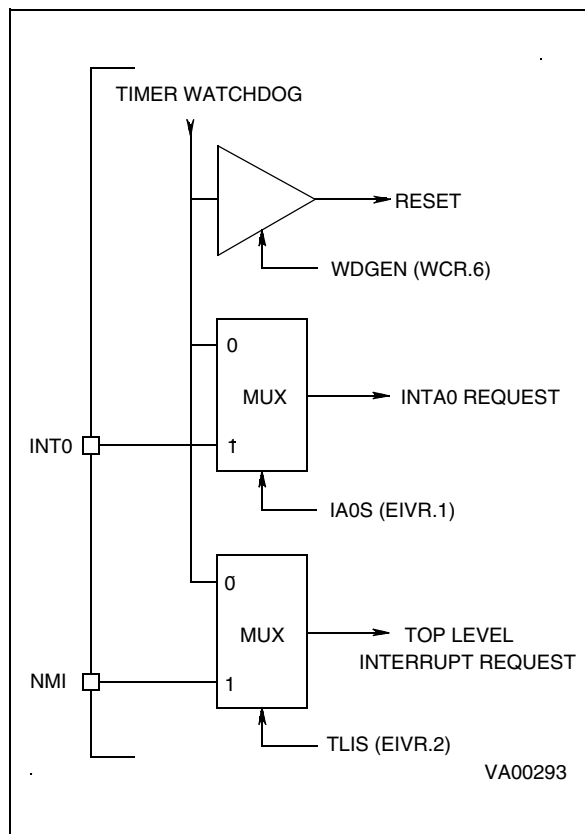 TIMER WATCHDOG
RESET
WDGEN (WCR.6)
0
MUX
INTA0 REQUEST
INT0
1
IA0S (EIVR.1)
0
MUX
TOP LEVEL
INTERRUPT REQUEST
NMI
1
TLIS (EIVR.2)
VA00293